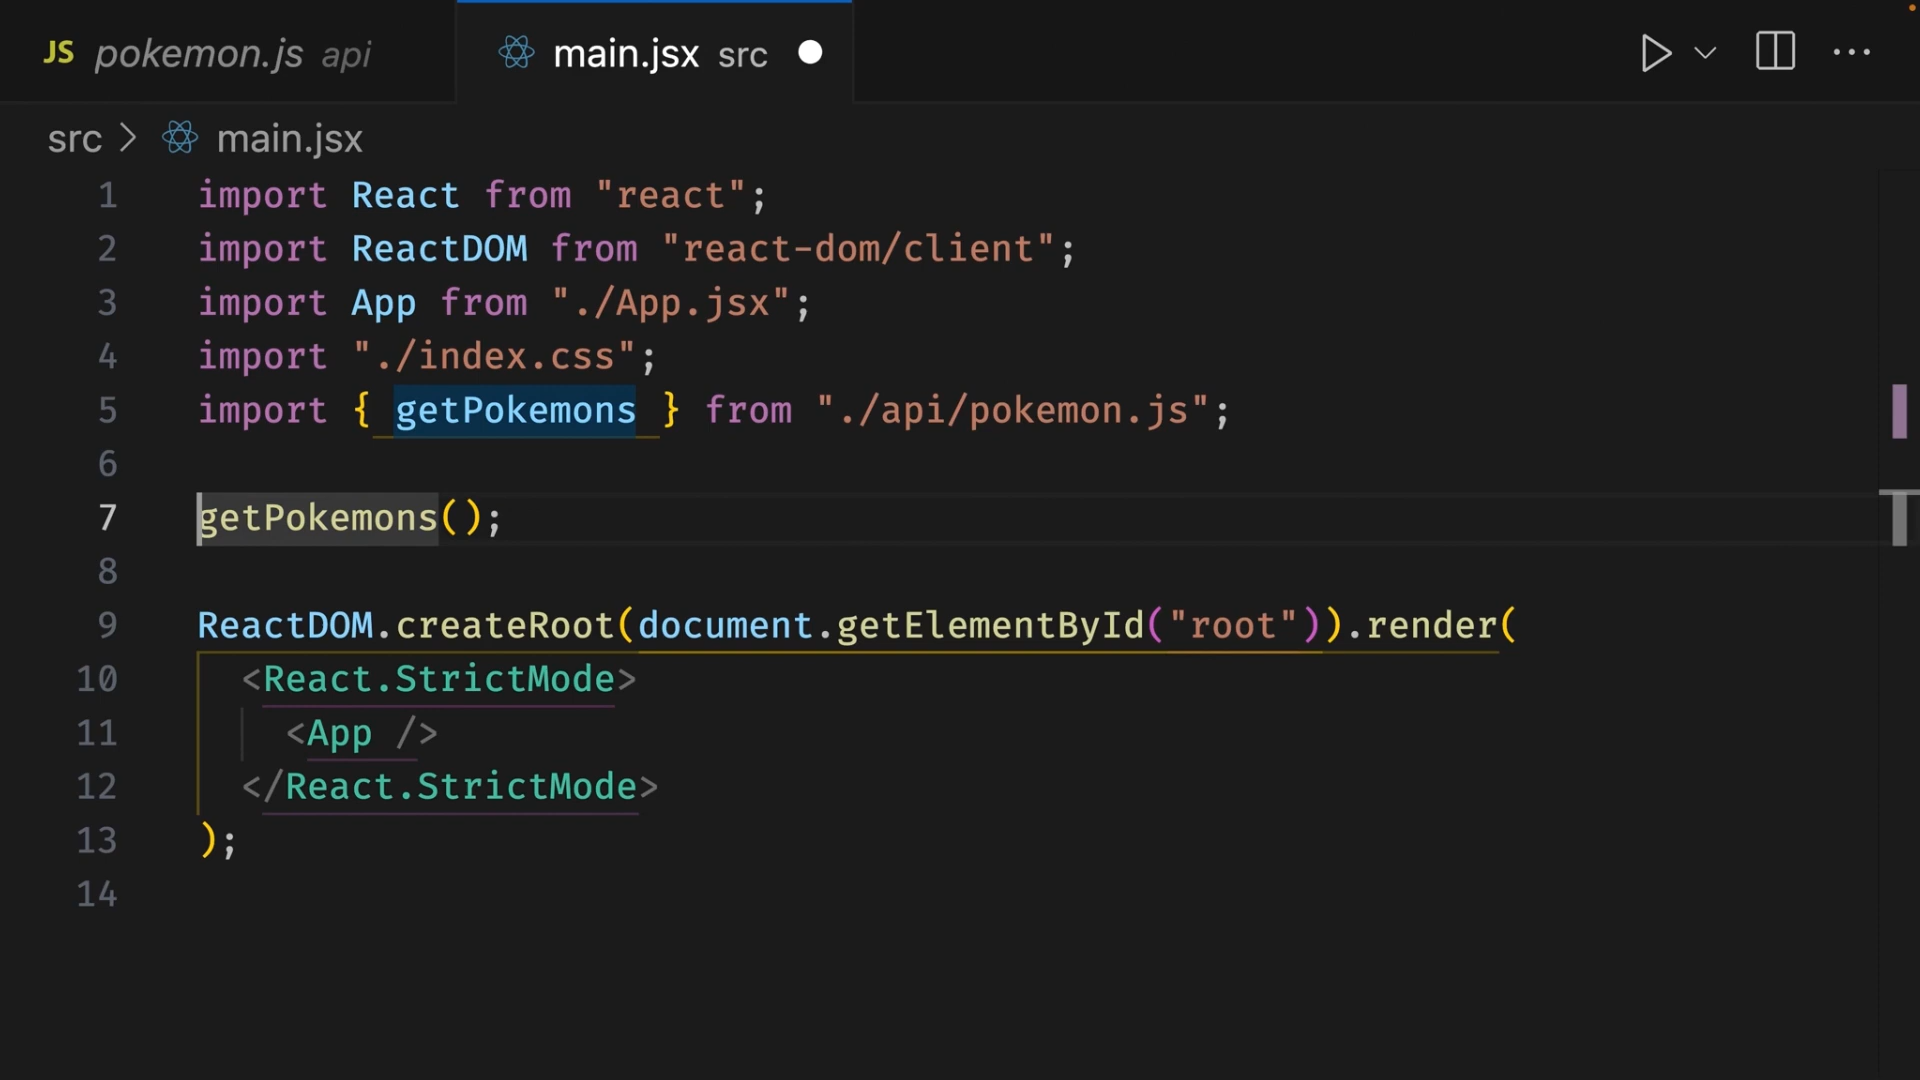 JS pokemon.js api
main.jsx src
src > main.jsx
1 import React from "react";
2 import ReactDOM from "react-dom/client";
3 import App from "./App.jsx";
4 import "./index.css";
5 import { getPokemons } from "./api/pokemon.js";
6
7 getPokemons();
8
9 ReactDOM.createRoot(document.getElementById("root")).render(
10 <React.StrictMode>
11 <App />
12 </React.StrictMode>
13 );
14